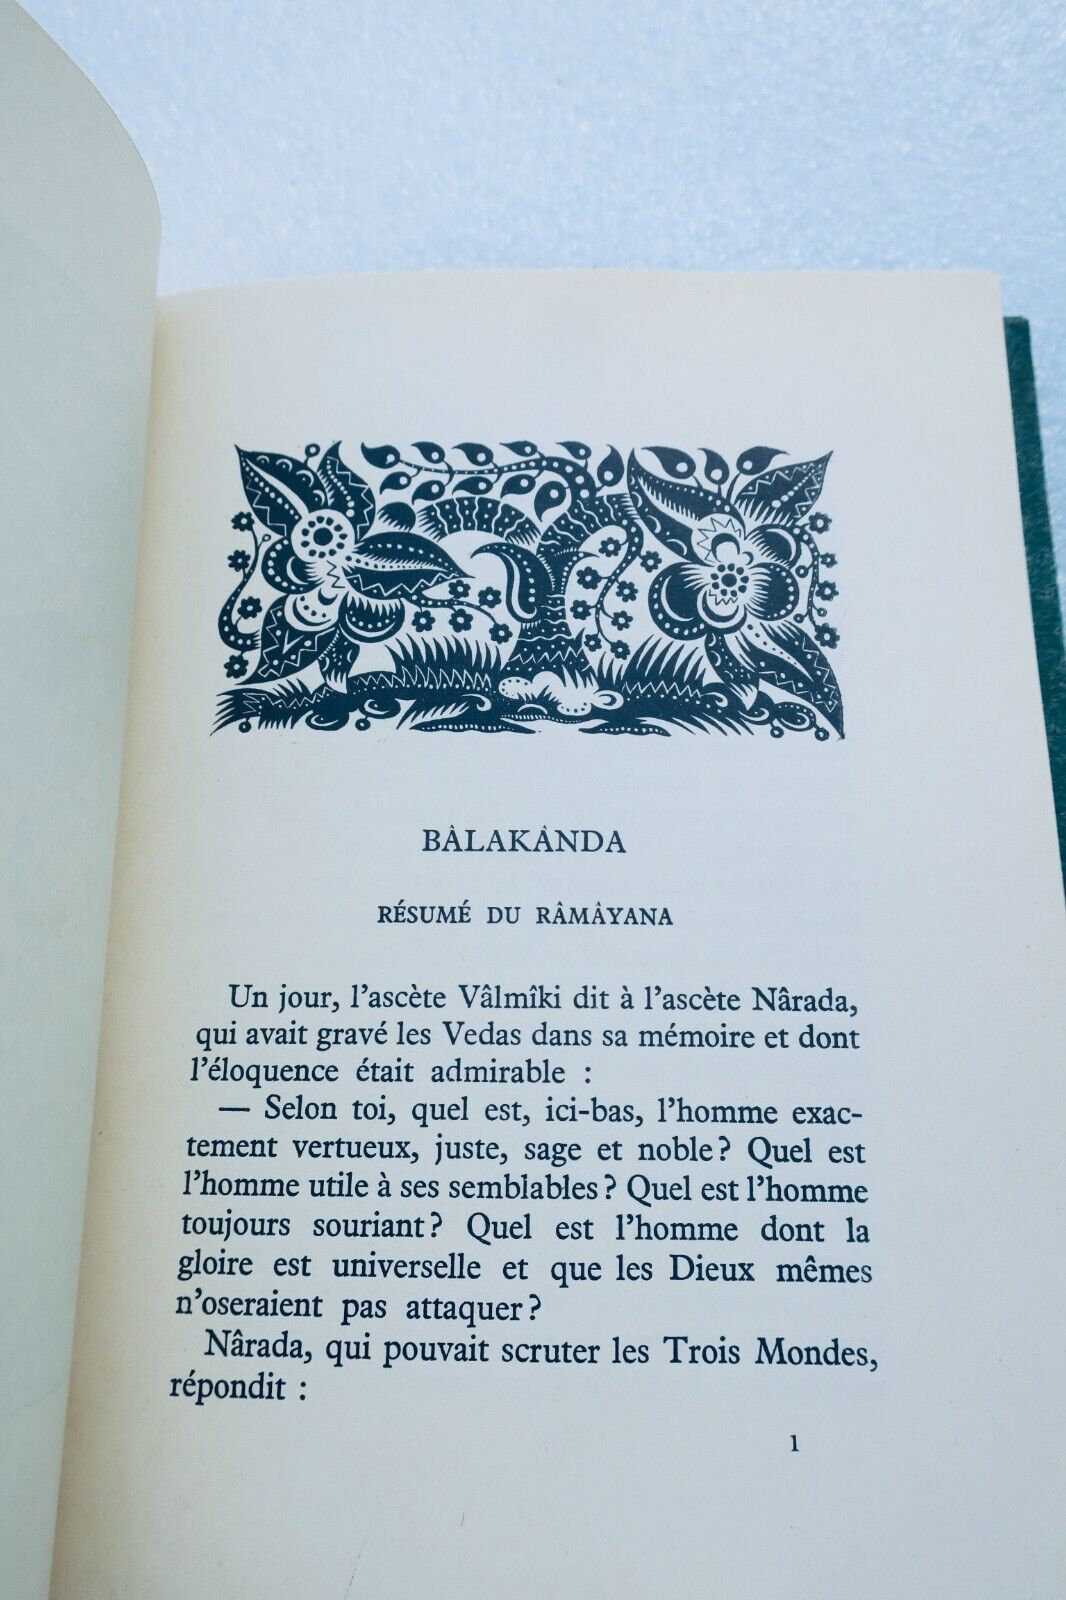 BÂLAKÂNDA
RÉSUMÉ DU RÂMÂYANA
Un jour, l'ascète Vâlmîki dit à l'ascète Nârada,
qui avait gravé les Vedas dans sa mémoire et dont
l'éloquence était admirable :
— Selon toi, quel est, ici-bas, l'homme exac-
tement vertueux, juste, sage et noble ? Quel est
l'homme utile à ses semblables ? Quel est l'homme
toujours souriant ? Quel est l'homme dont la
gloire est universelle et que les Dieux mêmes
n'oseraient pas attaquer ?
Nârada, qui pouvait scruter les Trois Mondes,
répondit :
1